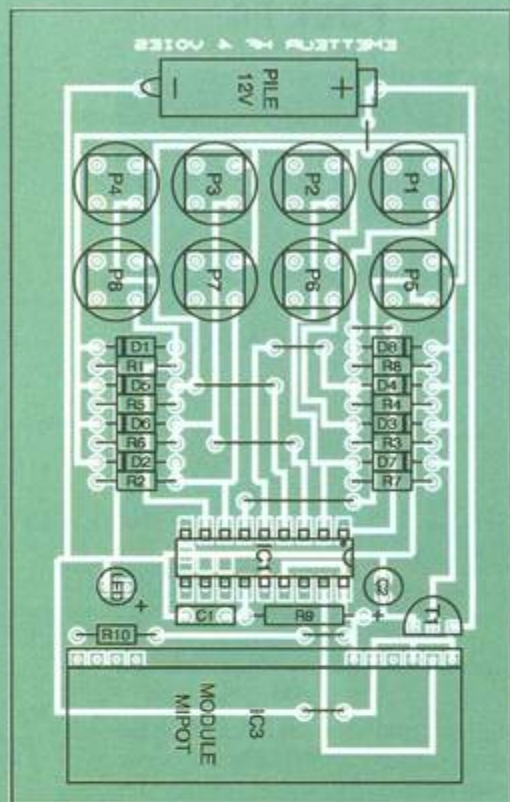 EMETTEUR HF 4 VOIES
- PILE 12V +
P4 P3 P2 P1
P8 P7 P6 P5
D1 D8
R1 R8
D5 D4
R5 R4
D6 D3
R6 R3
D2 D7
R2 R7
IC1
LED + C2
C1 R9 + T1
R10
MODULE
MIPOT
IC3